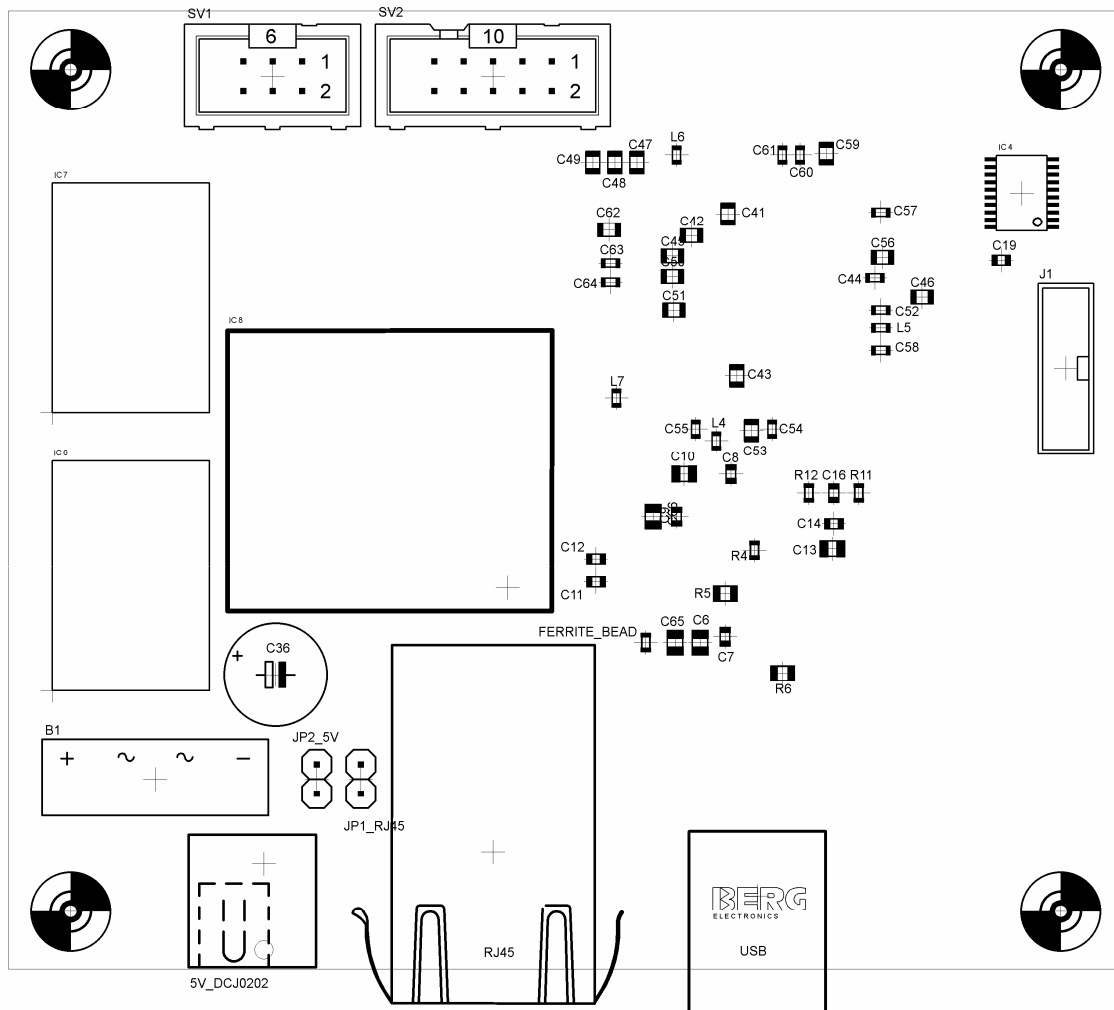 SV1
SV2
6
10
1
2
1
2
L6
C47
C49
C48
C61
C60
C59
IC4
IC7
C62
C42
C41
C57
C63
C56
C19
C64
C44
C46
J1
C51
C52
L5
C58
IC8
L7
C43
C55
L4
C54
C53
C10
C8
R12
C16
R11
C14
C12
R4
C13
C11
R5
FERRITE_BEAD
C65
C6
C7
C36
+
R6
B1
+
~
~
−
JP2_5V
JP1_RJ45
BERG
ELECTRONICS
RJ45
USB
5V_DCJ0202